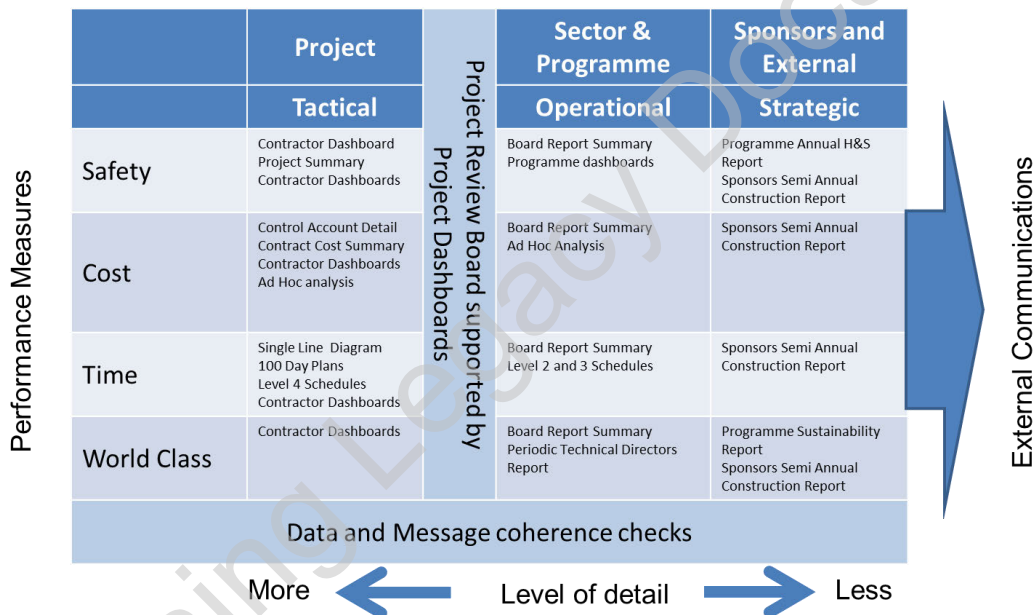 Project
Sector &
Programme
Sponsors and
External
Tactical
Operational
Strategic
Project Review Board supported by
Project Dashboards
Performance Measures
Safety
Contractor Dashboard
Project Summary
Contractor Dashboards
Board Report Summary
Programme dashboards
Programme Annual H&S
Report
Sponsors Semi Annual
Construction Report
Cost
Control Account Detail
Contract Cost Summary
Contractor Dashboards
Ad Hoc analysis
Board Report Summary
Ad Hoc Analysis
Sponsors Semi Annual
Construction Report
Time
Single Line Diagram
100 Day Plans
Level 4 Schedules
Contractor Dashboards
Board Report Summary
Level 2 and 3 Schedules
Sponsors Semi Annual
Construction Report
World Class
Contractor Dashboards
Board Report Summary
Periodic Technical Directors
Report
Programme Sustainability
Report
Sponsors Semi Annual
Construction Report
External Communications
Data and Message coherence checks
More
Level of detail
Less